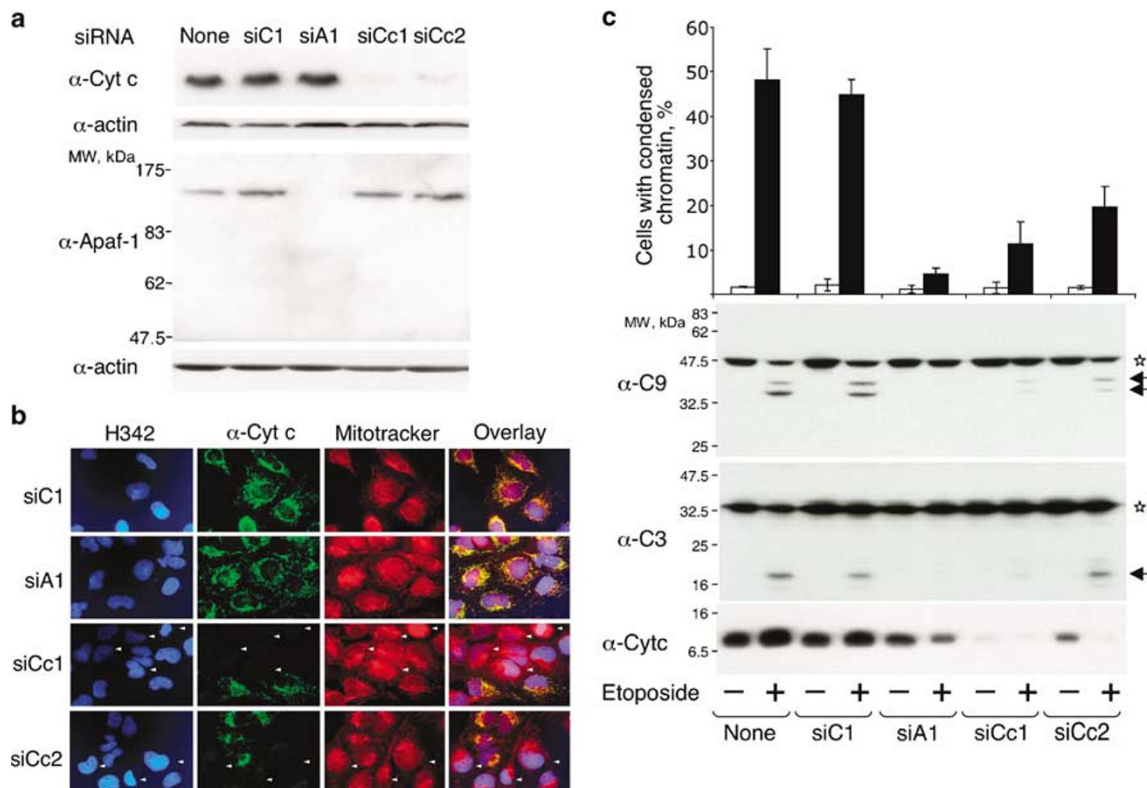 a
siRNA None siC1 siA1 siCc1 siCc2
α-Cyt c
α-actin
MW, kDa
175-
83-
α-Apaf-1
62-
47.5-
α-actin
b
H342 α-Cyt c Mitotracker Overlay
siC1
siA1
siCc1
siCc2
c
Cells with condensed
chromatin, %
60
50
40
30
20
10
MW, kDa
83-
62-
47.5-
α-C9
32.5-
25-
47.5-
32.5-
α-C3
25-
16-
16-
α-Cytc
6.5-
Etoposide − + − + − + − + − +
None siC1 siA1 siCc1 siCc2